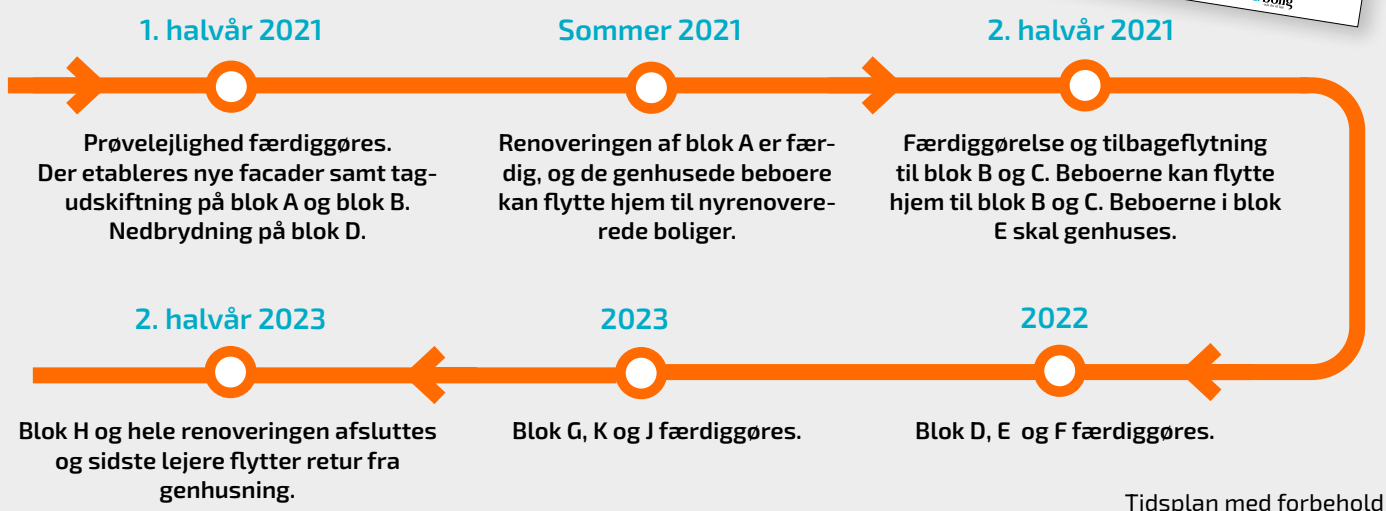 1. halvår 2021
Prøvelejlighed færdiggøres.
Der etableres nye facader samt tag-
udskiftning på blok A og blok B.
Nedbrydning på blok D.
Sommer 2021
Renoveringen af blok A er fær-
dig, og de genhusede beboere
kan flytte hjem til nyrenovere-
rede boliger.
2. halvår 2021
Færdiggørelse og tilbageflytning
til blok B og C. Beboerne kan flytte
hjem til blok B og C. Beboerne i blok
E skal genhuses.
2022
Blok D, E og F færdiggøres.
2023
Blok G, K og J færdiggøres.
2. halvår 2023
Blok H og hele renoveringen afsluttes
og sidste lejere flytter retur fra
genhusning.
Tidsplan med forbehold